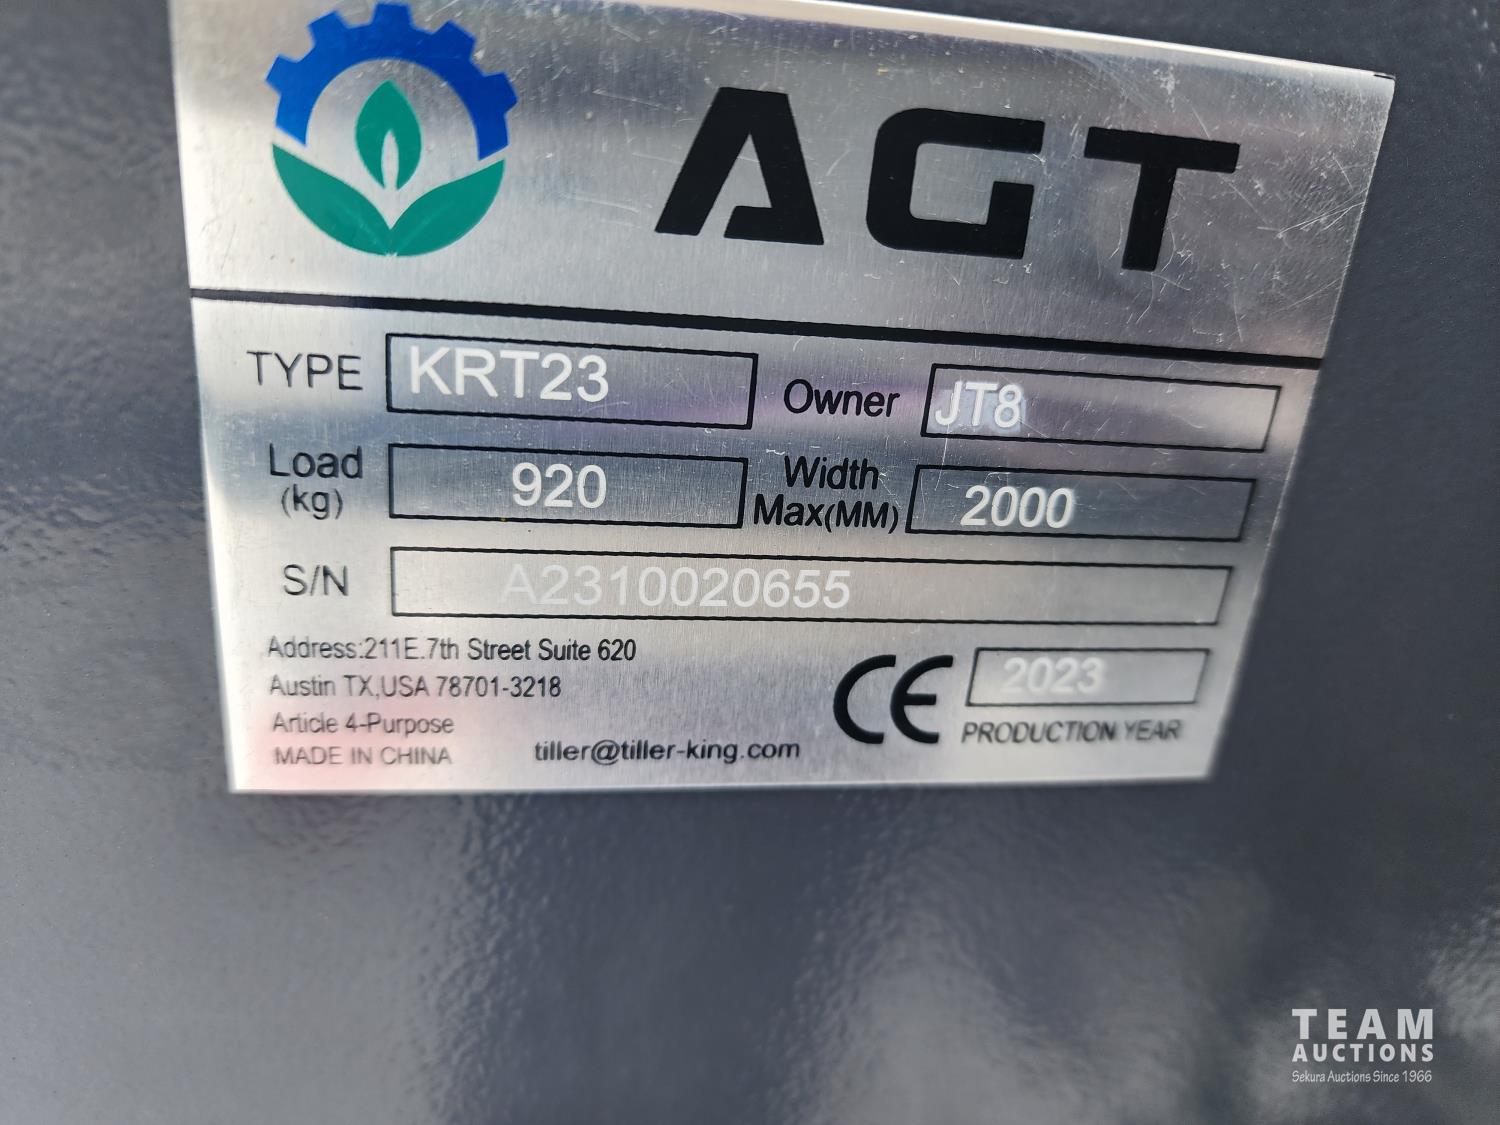 AGT
TYPE KRT23 Owner JT8
Load (kg) 920 Width Max(MM) 2000
S/N A2310020655
Address:211E.7th Street Suite 620
Austin TX,USA 78701-3218
Article 4-Purpose
MADE IN CHINA
tiller@tiller-king.com
CE 2023
PRODUCTION YEAR
TEAM
AUCTIONS
Sekura Auctions Since 1966